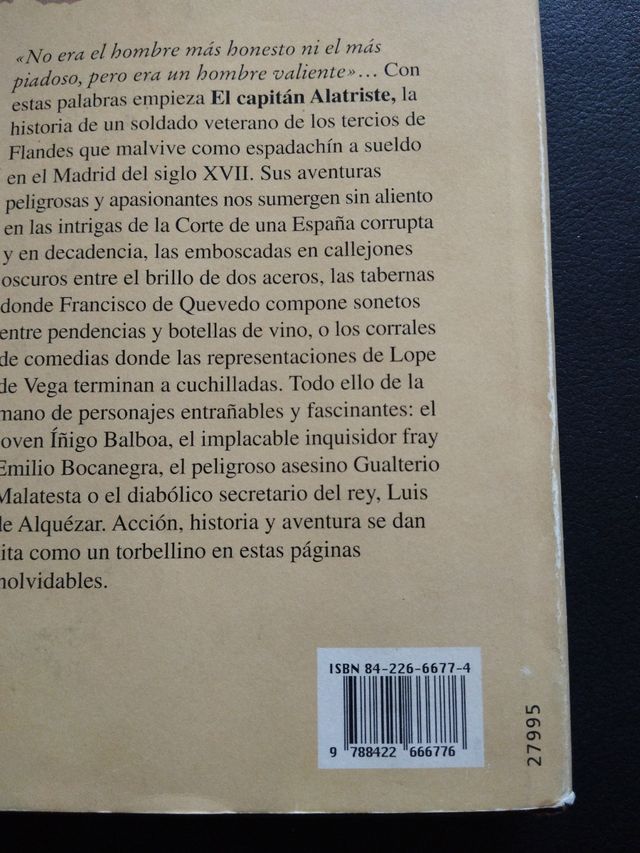 «No era el hombre más honesto ni el más
piadoso, pero era un hombre valiente»... Con
estas palabras empieza El capitán Alatriste, la
historia de un soldado veterano de los tercios de
Flandes que malvive como espadachín a sueldo
en el Madrid del siglo XVII. Sus aventuras
peligrosas y apasionantes nos sumergen sin aliento
en las intrigas de la Corte de una España corrupta
y en decadencia, las emboscadas en callejones
oscuros entre el brillo de dos aceros, las tabernas
donde Francisco de Quevedo compone sonetos
entre pendencias y botellas de vino, o los corrales
de comedias donde las representaciones de Lope
de Vega terminan a cuchilladas. Todo ello de la
mano de personajes entrañables y fascinantes: el
oven Íñigo Balboa, el implacable inquisidor fray
Emilio Bocanegra, el peligroso asesino Gualterio
Malatesta o el diabólico secretario del rey, Luis
de Alquézar. Acción, historia y aventura se dan
ita como un torbellino en estas páginas
nolvidables.
ISBN 84-226-6677-4
9 788422 666776
27995